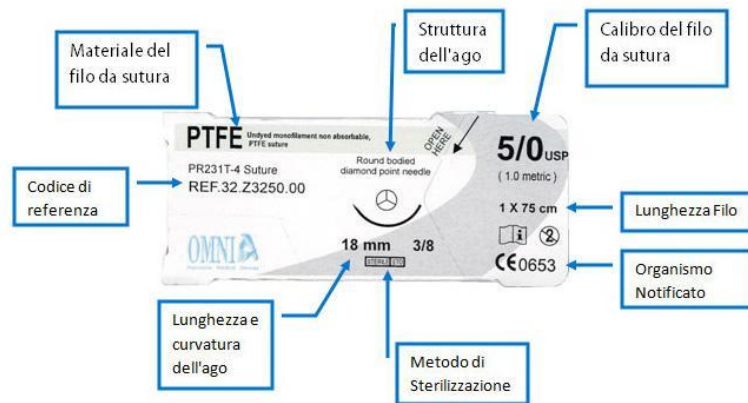 Materiale del
filo da sutura
Struttura
dell'ago
Calibro del filo
da sutura
PTFE Undyed monofilament non absorbable,
PTFE suture
OPEN
HERE
5/0 USP
( 1.0 metric )
Round bodied
diamond point needle
PR231T-4 Suture
REF.32.Z3250.00
Codice di
referenza
1 X 75 cm
Lunghezza Filo
OMNIA
18 mm 3/8
STERILE ETO
i
2
CE0653
Organismo
Notificato
Lunghezza e
curvatura
dell'ago
Metodo di
Sterilizzazione